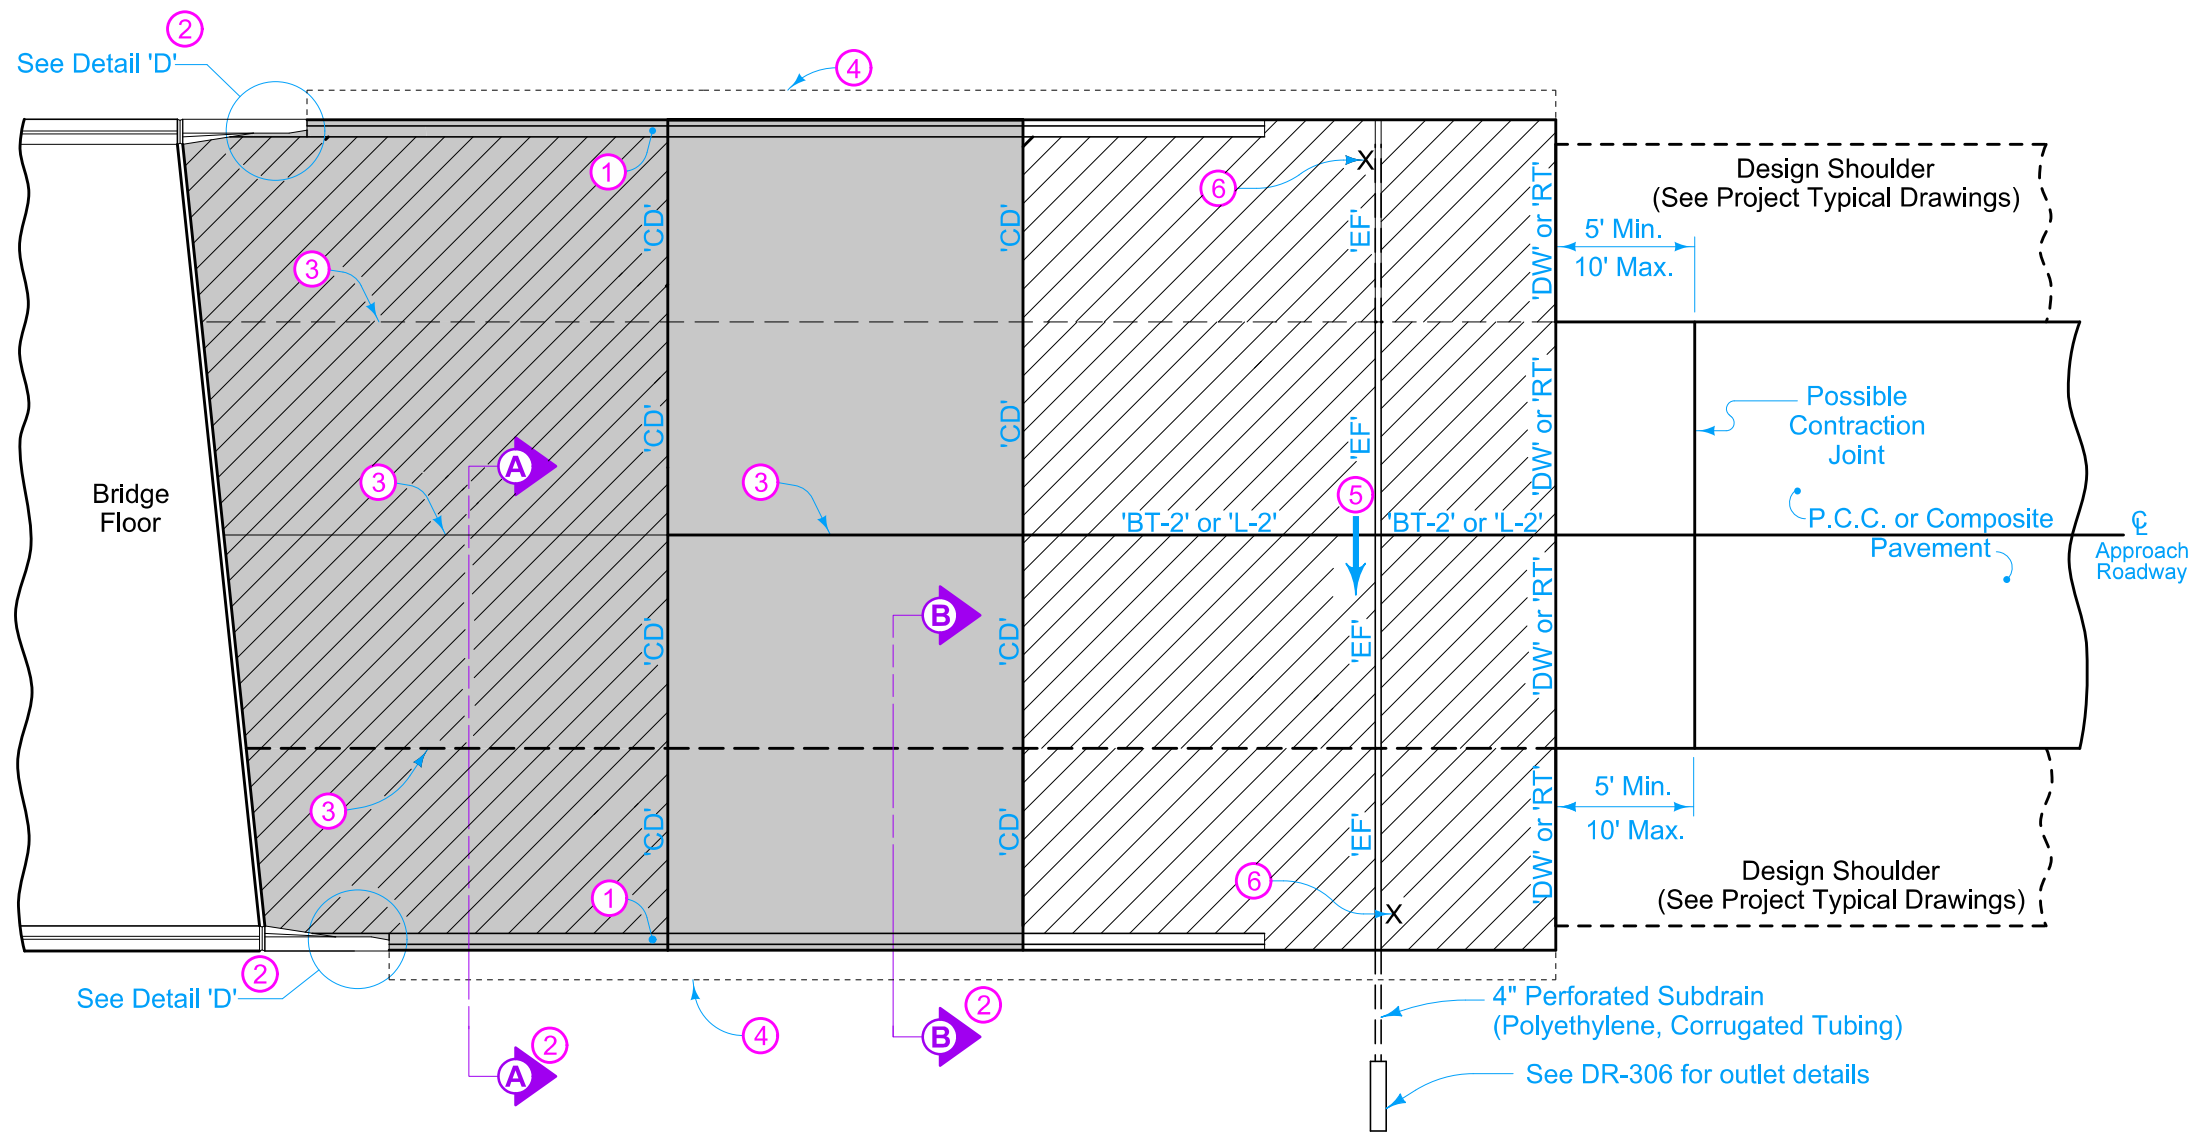 2
See Detail 'D'
4
1
6
'CD'
'CD'
'EF'
'DW' or 'RT'
Design Shoulder
(See Project Typical Drawings)
5' Min.
10' Max.
3
'CD'
'CD'
'EF'
'DW' or 'RT'
Possible
Contraction
Joint
A
3
3
5
Bridge
Floor
'BT-2' or 'L-2'
'BT-2' or 'L-2'
P.C.C. or Composite
Pavement
℄
Approach
Roadway
B
'CD'
'CD'
'EF'
'DW' or 'RT'
3
'CD'
'CD'
'EF'
'DW' or 'RT'
5' Min.
10' Max.
1
6
Design Shoulder
(See Project Typical Drawings)
X
X
2
See Detail 'D'
2
B
4
2
A
4" Perforated Subdrain
(Polyethylene, Corrugated Tubing)
See DR-306 for outlet details